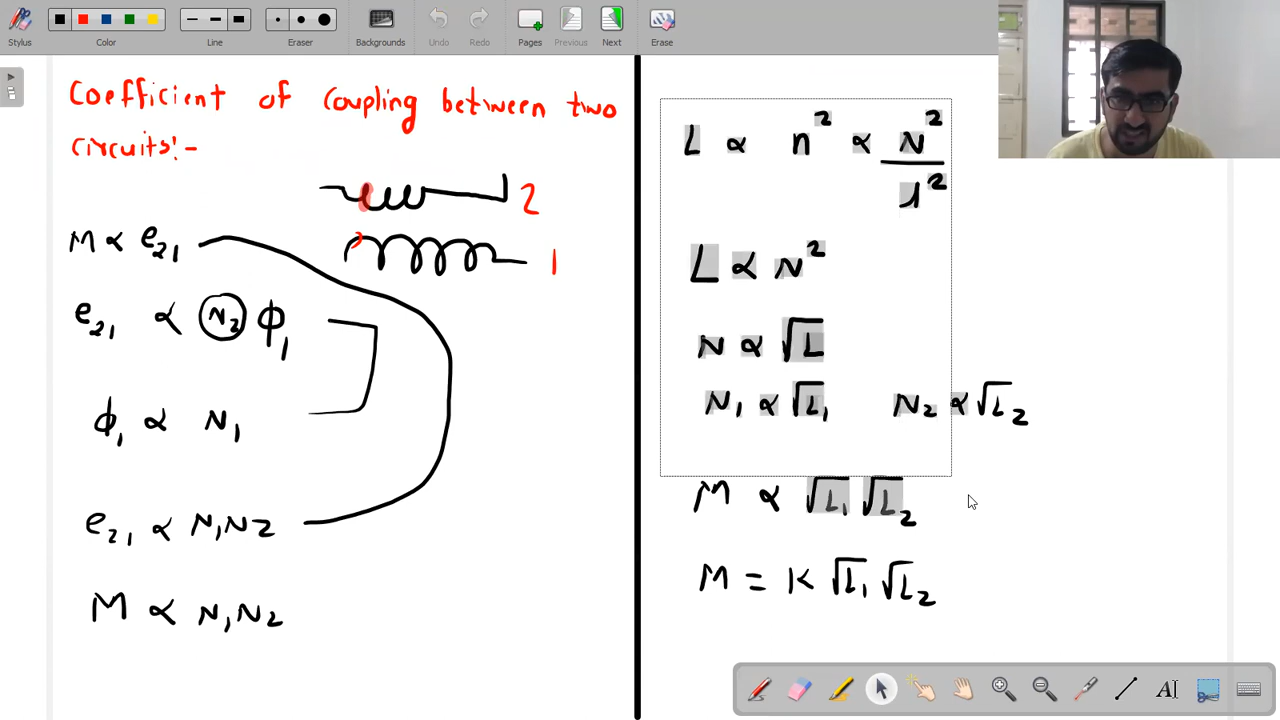 Stylus
Color
Line
Eraser
Backgrounds
Undo
Redo
Pages
Previous
Next
Erase
Coefficient of coupling between two
circuits:-
2
1
M ∝ e₂₁
e₂₁ ∝ N₂ ϕ₁
ϕ₁ ∝ N₁
e₂₁ ∝ N₁N₂
M ∝ N₁N₂
L ∝ n² ∝ N²/l²
L ∝ N²
N ∝ √L
N₁ ∝ √L₁ N₂ ∝ √L₂
M ∝ √L₁ √L₂
M = K √L₁ √L₂